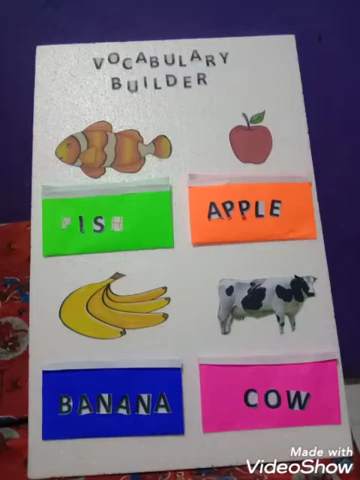 VOCABULARY
BUILDER
FISH
APPLE
BANANA
COW
Made with
VideoShow